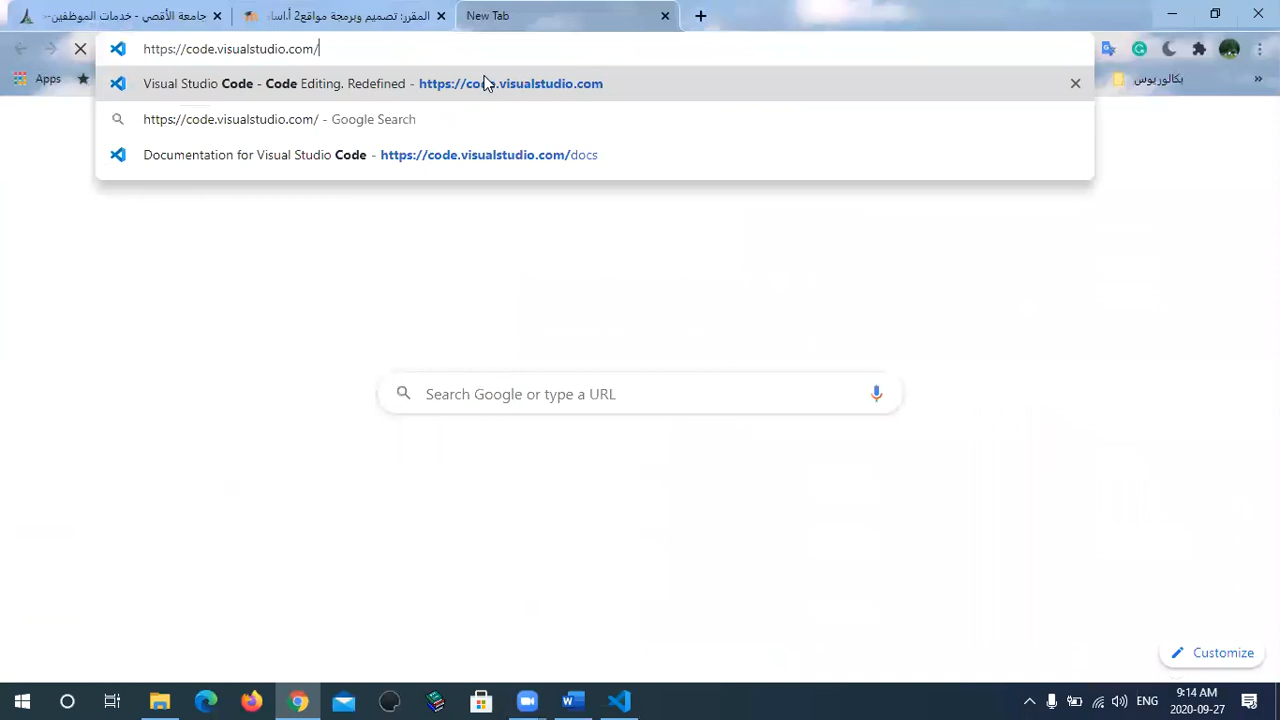 جامعة الأقصى - خدمات الموظفين-:
المقرر: تصميم وبرمجة مواقع2 أ.اسا
New Tab
https://code.visualstudio.com/
Visual Studio Code - Code Editing. Redefined - https://code.visualstudio.com
https://code.visualstudio.com/ - Google Search
Documentation for Visual Studio Code - https://code.visualstudio.com/docs
Apps
بكالوريوس
»
Search Google or type a URL
Customize
ENG
9:14 AM
2020-09-27